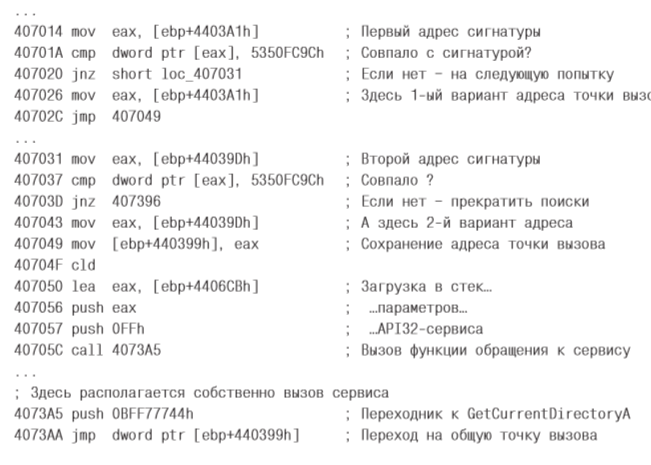 ...
407014 mov eax, [ebp+4403A1h] ; Первый адрес сигнатуры
40701A cmp dword ptr [eax], 5350FC9Ch ; Совпало с сигнатурой?
407020 jnz short loc_407031 ; Если нет – на следующую попытку
407026 mov eax, [ebp+4403A1h] ; Здесь 1-ый вариант адреса точки
40702C jmp 407049
...
407031 mov eax, [ebp+44039Dh] ; Второй адрес сигнатуры
407037 cmp dword ptr [eax], 5350FC9Ch ; Совпало ?
40703D jnz 407396 ; Если нет – прекратить поиски
407043 mov eax, [ebp+44039Dh] ; А здесь 2-й вариант адреса
407049 mov [ebp+440399h], eax ; Сохранение адреса точки вызова
40704F cld
407050 lea eax, [ebp+4406CBh] ; Загрузка в стек…
407056 push eax ; …параметров…
407057 push 0FFh ; …API32-сервиса
40705C call 4073A5 ; Вызов функции обращения к сервису
...
; Здесь располагается собственно вызов сервиса
4073A5 push 0BFF77744h ; Переходник к GetCurrentDirectoryA
4073AA jmp dword ptr [ebp+440399h] ; Переход на общую точку вызова